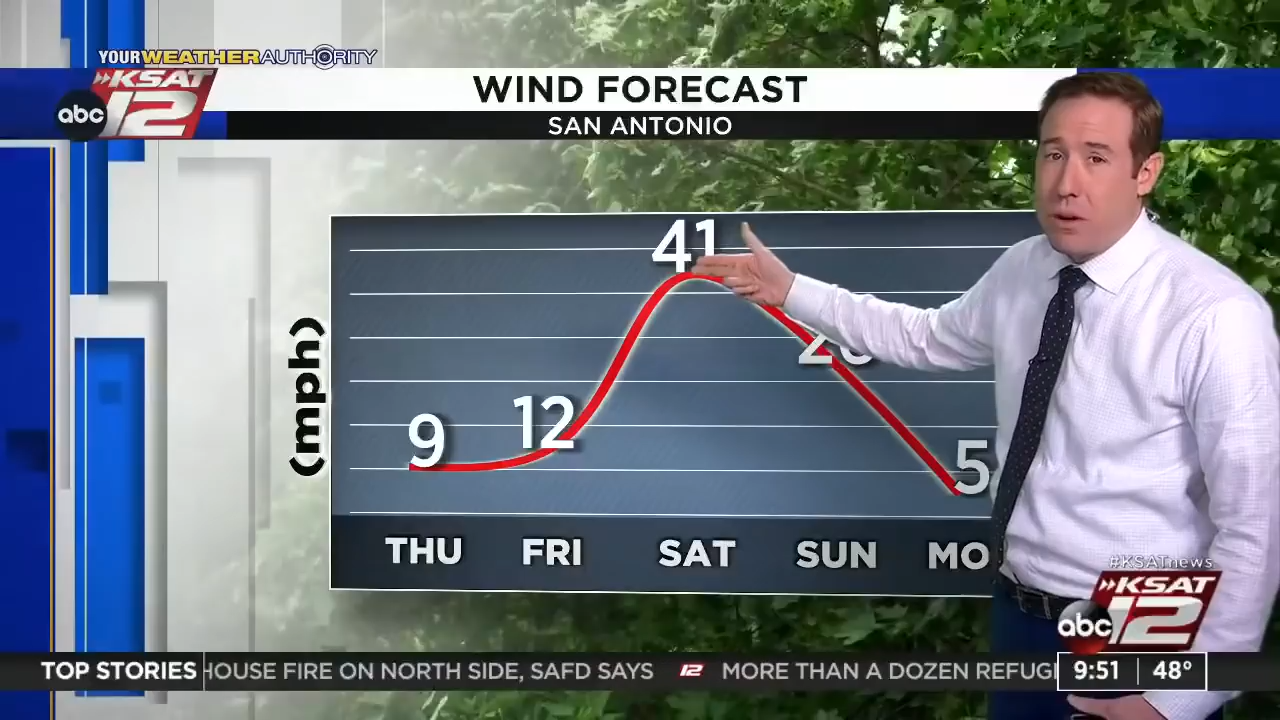 YOUR WEATHER AUTHORITY
KSAT
abc 12
WIND FORECAST
SAN ANTONIO
(mph)
41
12
9
5
THU FRI SAT SUN MO
#KSATnews
KSAT
abc 12
TOP STORIES HOUSE FIRE ON NORTH SIDE, SAFD SAYS 12 MORE THAN A DOZEN REFUGI 9:51 48°